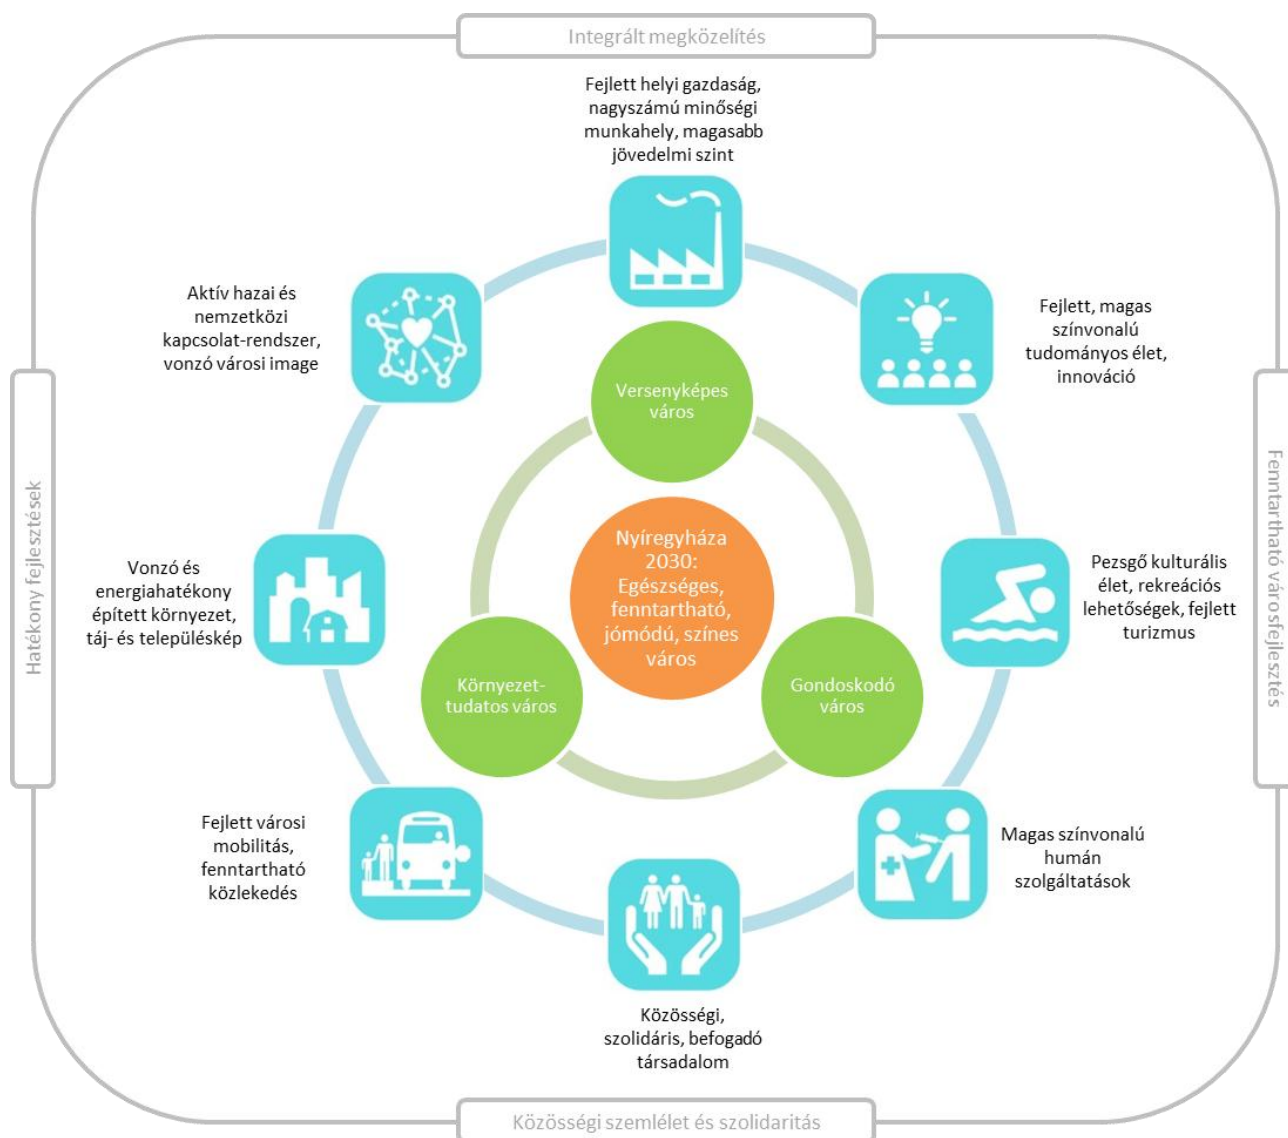 Integrált megközelítés
Fejlett helyi gazdaság,
nagyszámú minőségi
munkahely, magasabb
jövedelmi szint
Aktív hazai és
nemzetközi
kapcsolat-rendszer,
vonzó városi image
Fejlett, magas
színvonalú
tudományos élet,
innováció
Versenyképes
város
Hatékony fejlesztések
Fenntartható városfejlesztés
Vonzó és
energiahatékony
épített környezet,
táj- és településkép
Nyíregyháza
2030:
Egészséges,
fenntartható,
jómódú, színes
város
Pezsgő kulturális
élet, rekreációs
lehetőségek, fejlett
turizmus
Környezet-
tudatos város
Gondoskodó
város
Fejlett városi
mobilitás,
fenntartható
közlekedés
Magas színvonalú
humán
szolgáltatások
Közösségi,
szolidáris, befogadó
társadalom
Közösségi szemlélet és szolidaritás